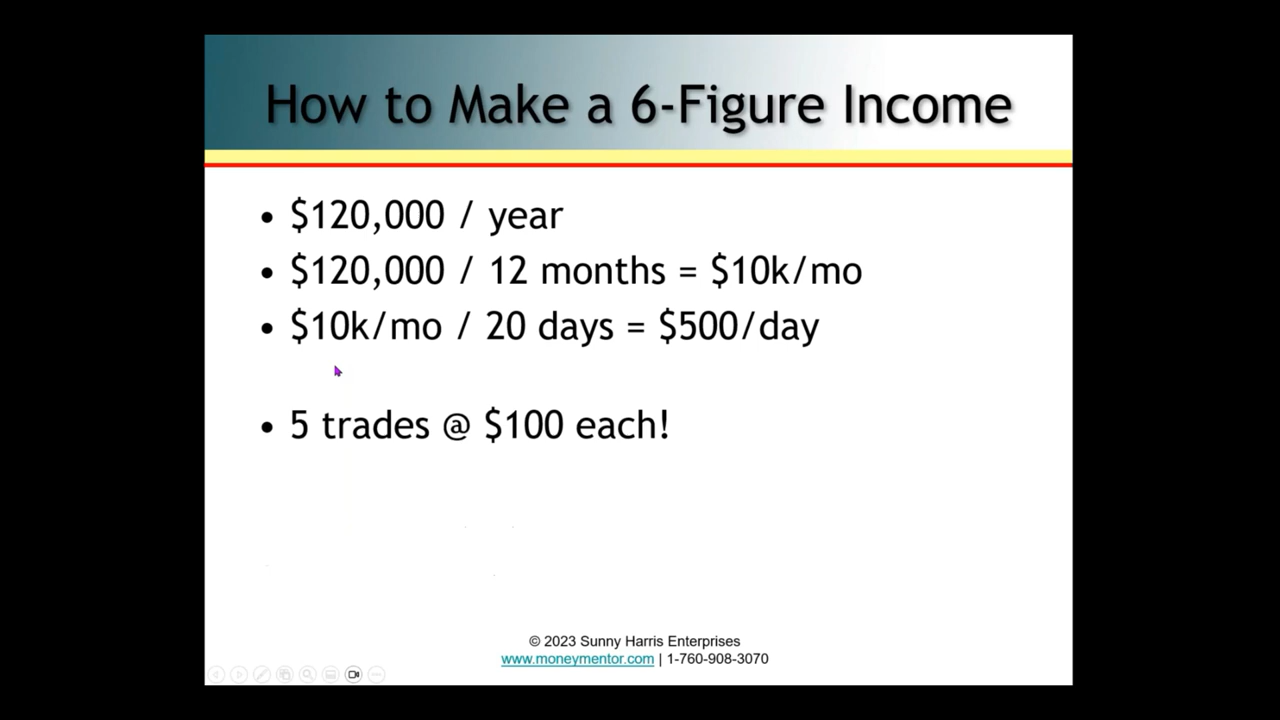 How to Make a 6-Figure Income
• $120,000 / year
• $120,000 / 12 months = $10k/mo
• $10k/mo / 20 days = $500/day
• 5 trades @ $100 each!
© 2023 Sunny Harris Enterprises
www.moneymentor.com | 1-760-908-3070